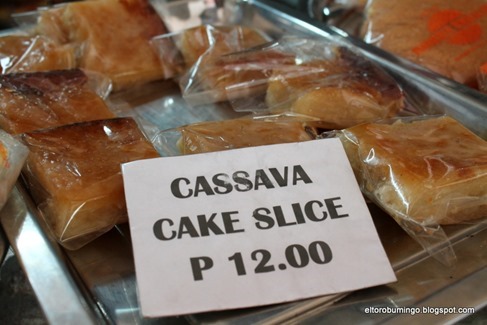 CASSAVA
CAKE SLICE
P 12.00
eltorobumingo.blogspot.com